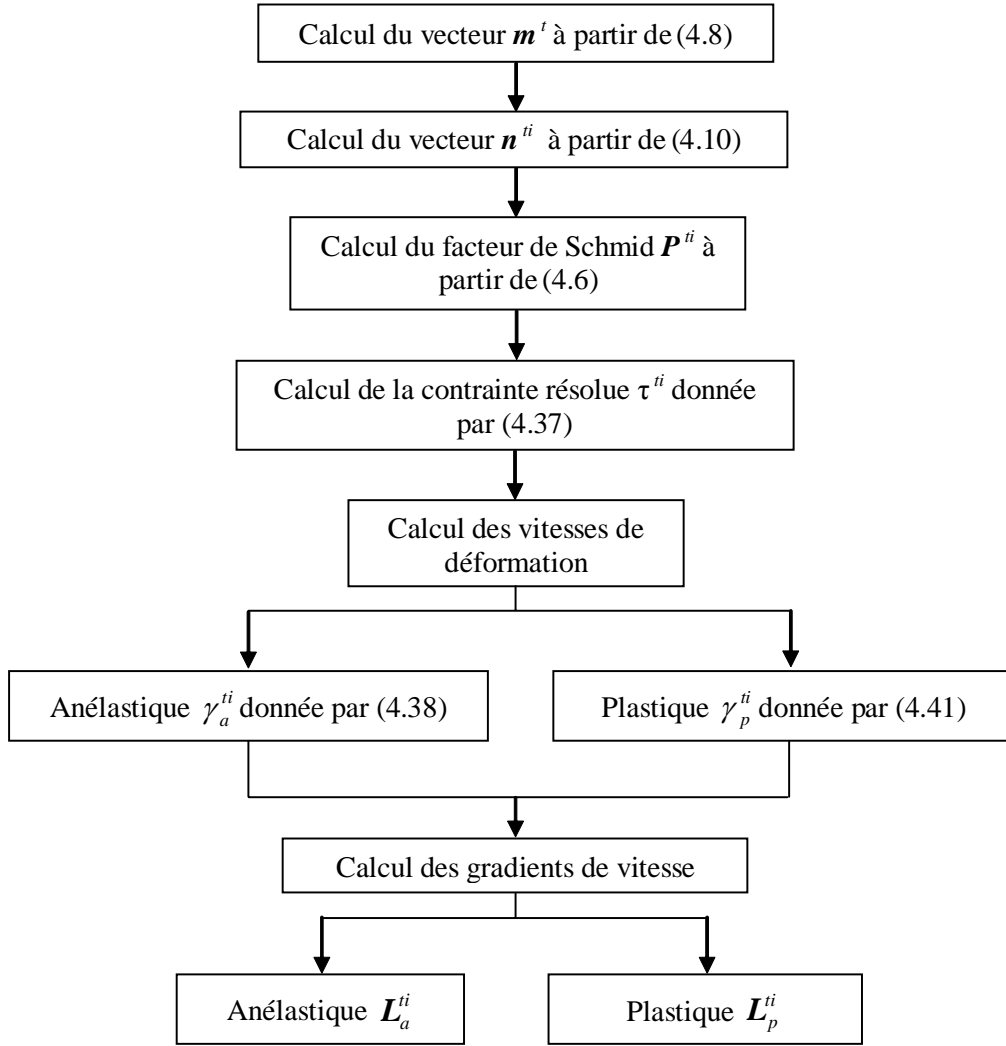 Calcul du vecteur m^t à partir de (4.8)
Calcul du vecteur n^ti à partir de (4.10)
Calcul du facteur de Schmid P^ti à
partir de (4.6)
Calcul de la contrainte résolue τ^ti donnée
par (4.37)
Calcul des vitesses de
déformation
Anélastique γ_a^ti donnée par (4.38)
Plastique γ_p^ti donnée par (4.41)
Calcul des gradients de vitesse
Anélastique L_a^ti
Plastique L_p^ti